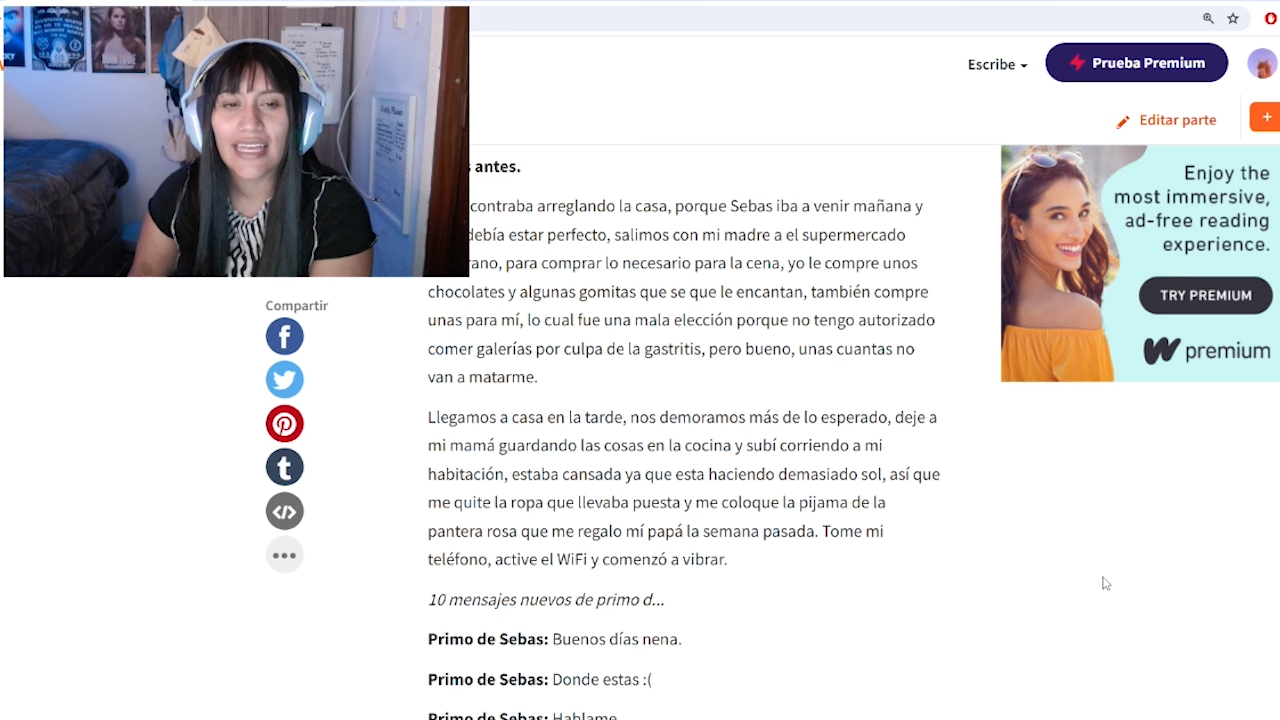 Escribe
Prueba Premium
Editar parte
+
antes.
contraba arreglando la casa, porque Sebas iba a venir mañana y
debía estar perfecto, salimos con mi madre a el supermercado
rano, para comprar lo necesario para la cena, yo le compre unos
chocolates y algunas gomitas que se que le encantan, también compre
unas para mí, lo cual fue una mala elección porque no tengo autorizado
comer galerías por culpa de la gastritis, pero bueno, unas cuantas no
van a matarme.
Llegamos a casa en la tarde, nos demoramos más de lo esperado, deje a
mi mamá guardando las cosas en la cocina y subí corriendo a mi
habitación, estaba cansada ya que esta haciendo demasiado sol, así que
me quite la ropa que llevaba puesta y me coloque la pijama de la
pantera rosa que me regalo mí papá la semana pasada. Tome mi
teléfono, active el WiFi y comenzó a vibrar.
10 mensajes nuevos de primo d...
Primo de Sebas: Buenos días nena.
Primo de Sebas: Donde estas :(
Primo de Sebas: Hablame
Compartir
Enjoy the
most immersive,
ad-free reading
experience.
TRY PREMIUM
premium